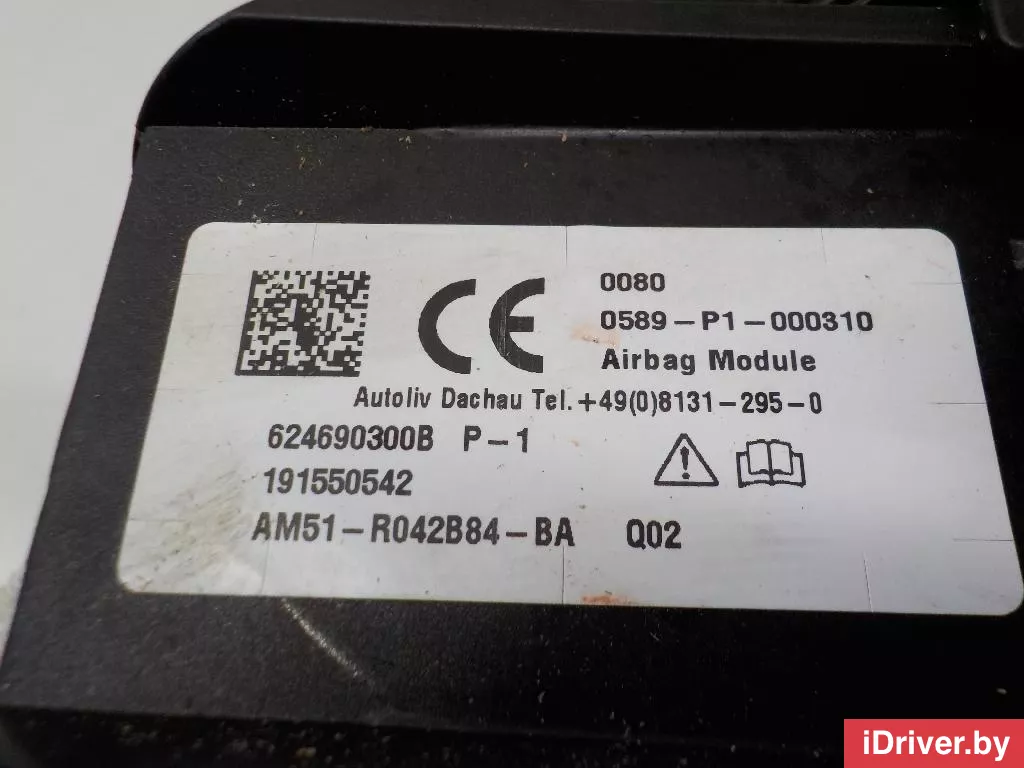 CE
0080
0589-P1-000310
Airbag Module
Autoliv Dachau Tel.+49(0)8131-295-0
624690300B P-1
191550542
AM51-R042B84-BA Q02
iDriver.by